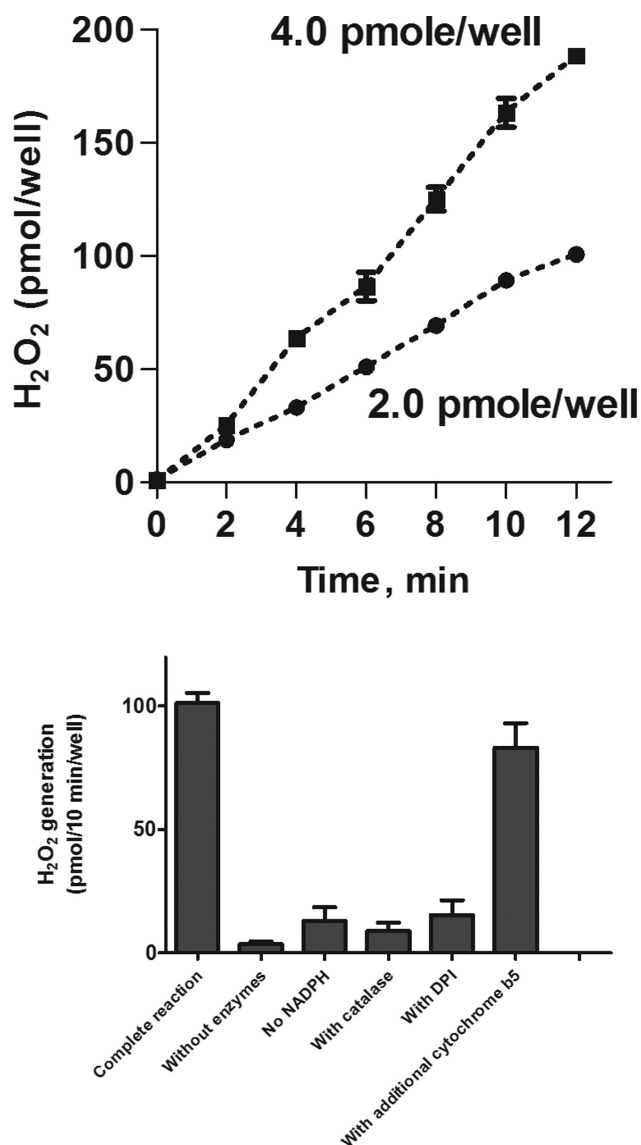 4.0 pmole/well
200
150
100
50
0
H₂O₂ (pmol/well)
2.0 pmole/well
0 2 4 6 8 10 12
Time, min
H₂O₂ generation
(pmol/10 min/well)
100
50
0
Complete reaction
Without enzymes
No NADPH
With catalase
With DPI
With additional cytochrome b5